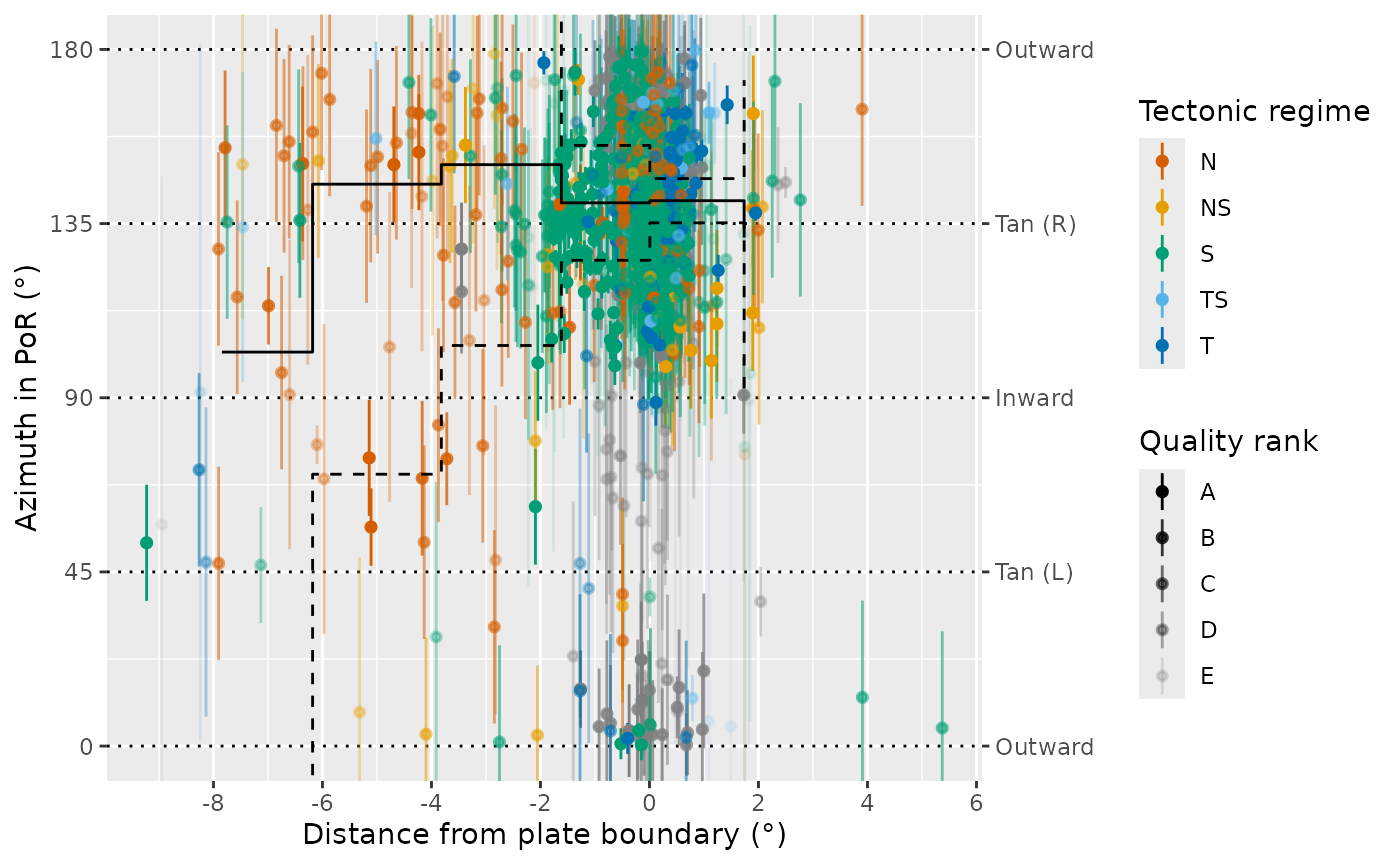 180
135
90
45
0
Azimuth in PoR (°)
-8 -6 -4 -2 0 2 4 6
Distance from plate boundary (°)
Outward
Tan (R)
Inward
Tan (L)
Outward
Tectonic regime
N
NS
S
TS
T
Quality rank
A
B
C
D
E